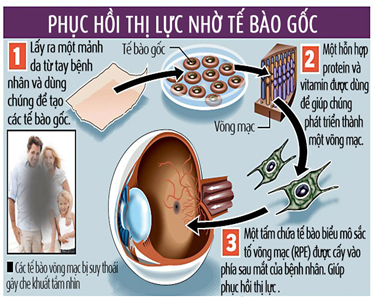 PHỤC HỒI THỊ LỰC NHỜ TẾ BÀO GỐC
1 Lấy ra một mảnh
da từ tay bệnh
nhân và dùng
chúng để tạo
các tế bào gốc.
Tế bào gốc
2 Một hỗn hợp
protein và
vitamin được dùng
để giúp chúng
phát triển thành
một võng mạc.
Võng mạc
Các tế bào võng mạc bị suy thoái
gây che khuất tầm nhìn
3 Một tấm chứa tế bào biểu mô sắc
tố võng mạc (RPE) được cấy vào
phía sau mắt của bệnh nhân. Giúp
phục hồi thị lực .